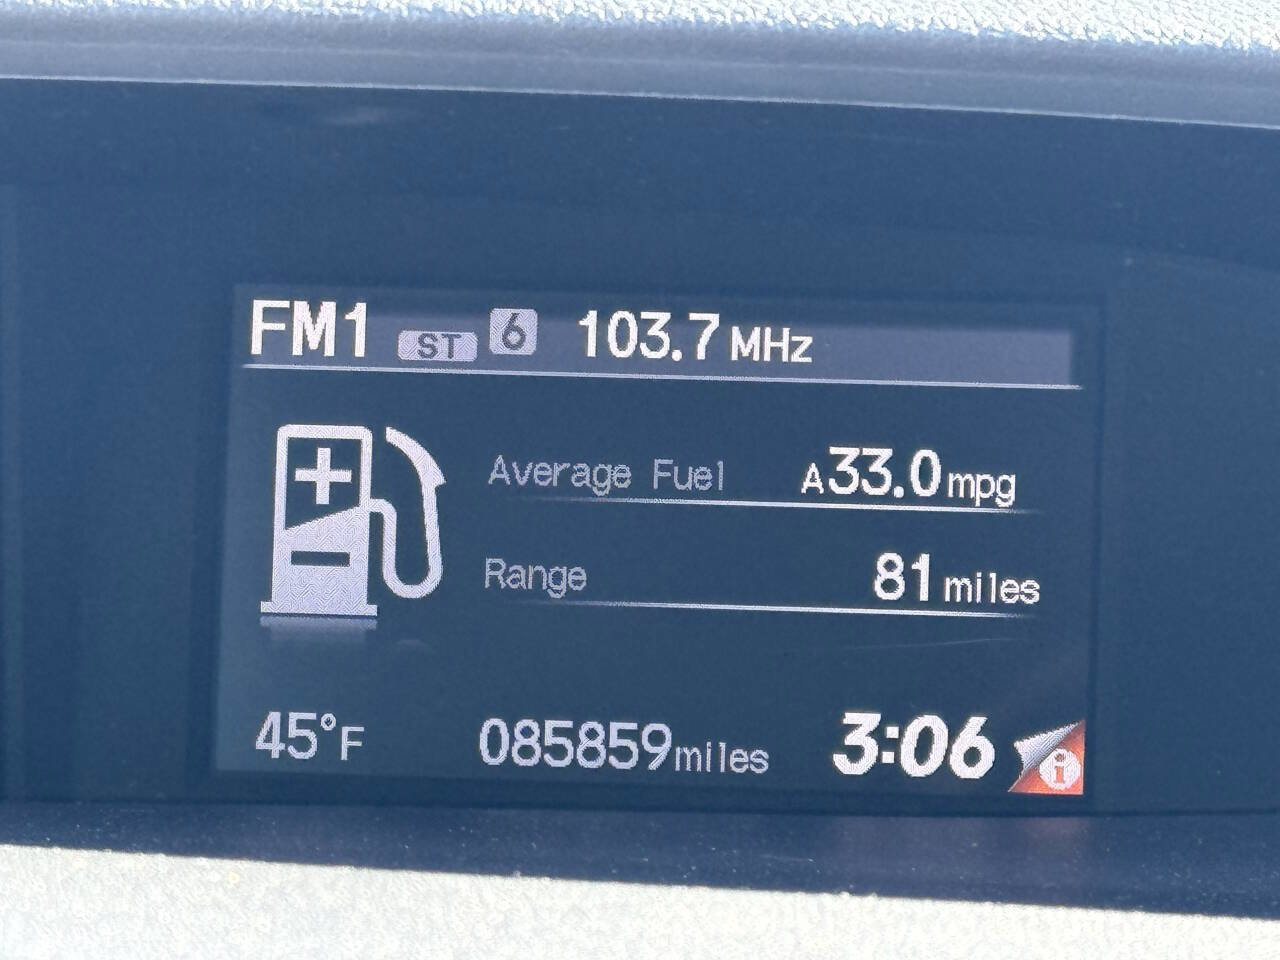 FM1 ST 6 103.7 MHz
Average Fuel A33.0 mpg
Range 81 miles
45°F 085859 miles 3:06 i